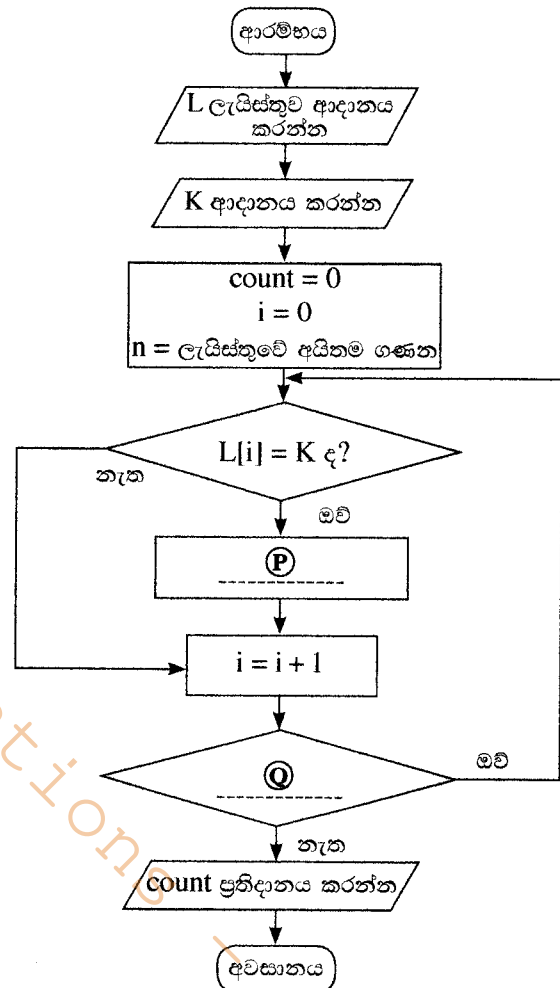 ආරම්භය
L ලැයිස්තුව ආදානය
කරන්න
K ආදානය කරන්න
count = 0
i = 0
n = ලැයිස්තුවේ අයිතම ගණන
L[i] = K ද?
නැත
ඔව්
P
i = i + 1
Q
ඔව්
නැත
count ප්‍රතිදානය කරන්න
අවසානය